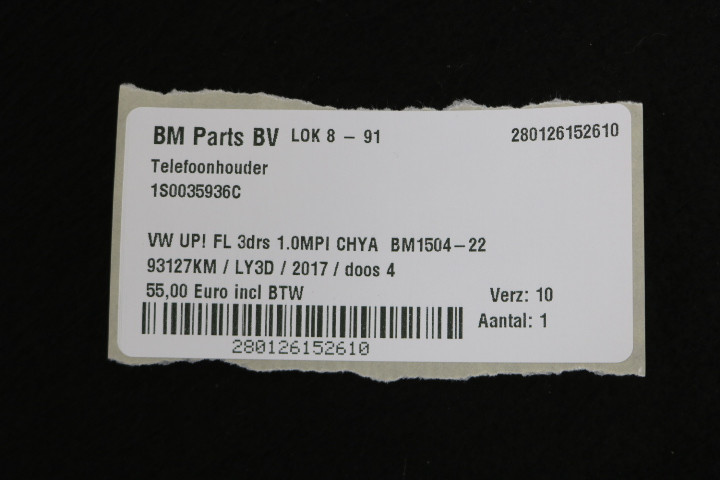 BM Parts BV LOK 8 - 91 280126152610
Telefoonhouder
1S0035936C
VW UP! FL 3drs 1.0MPI CHYA BM1504-22
93127KM / LY3D / 2017 / doos 4
55,00 Euro incl BTW Verz: 10
Aantal: 1
280126152610